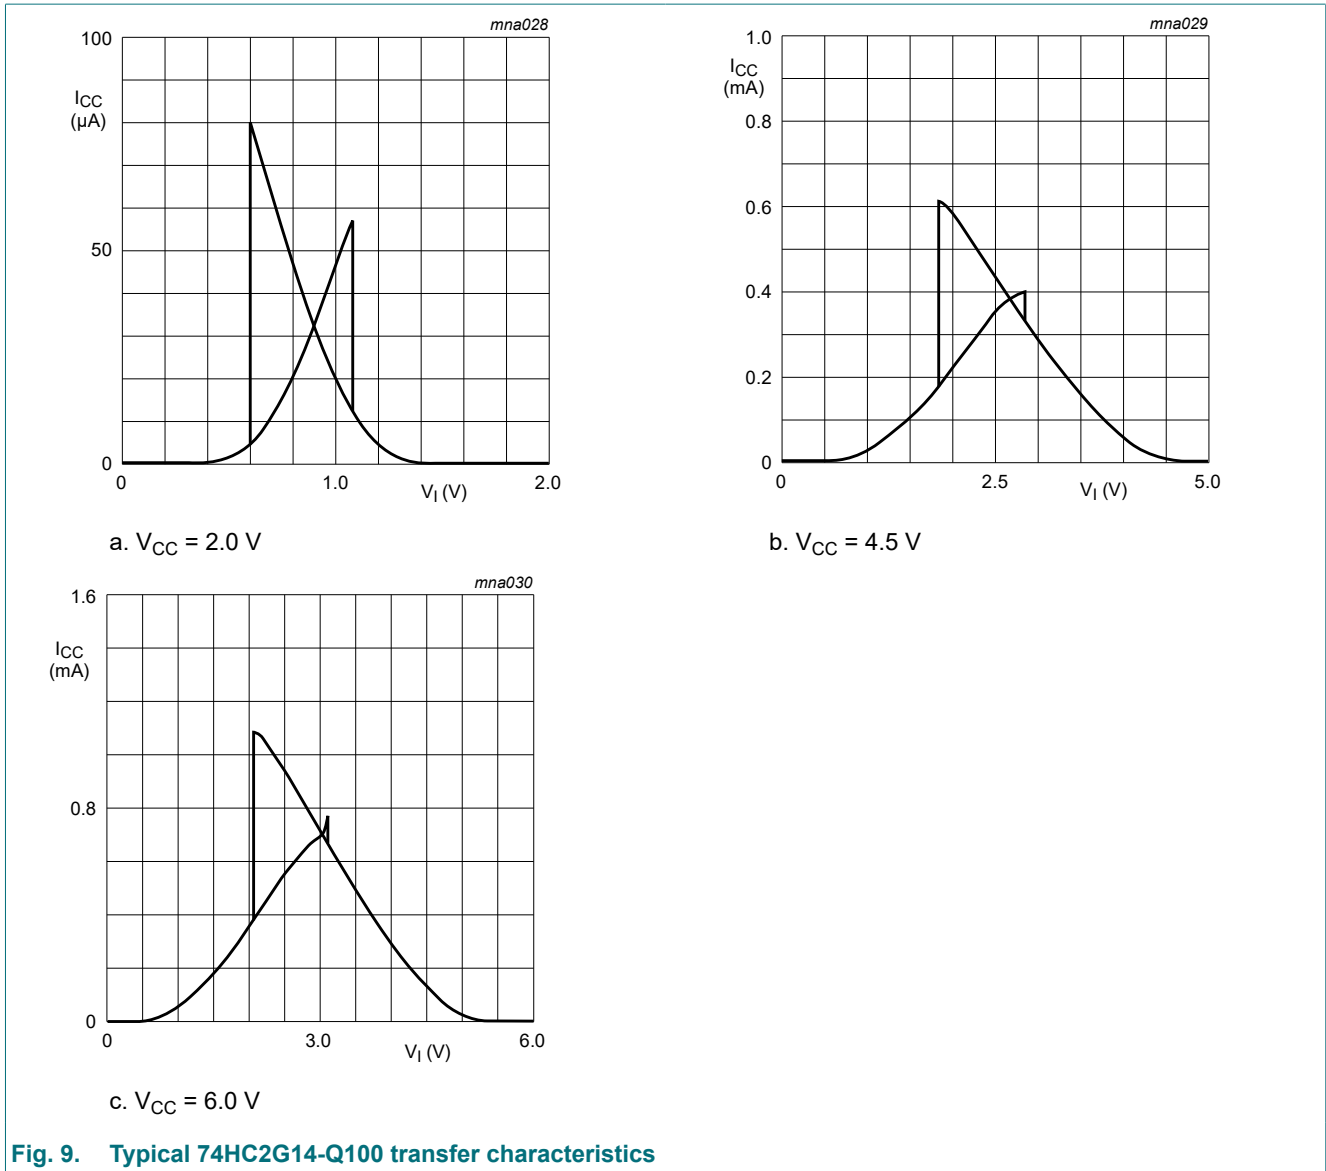 mna028
100
ICC
(μA)
50
0
0 1.0 2.0
VI (V)
a. VCC = 2.0 V
mna029
1.0
ICC
(mA)
0.8
0.6
0.4
0.2
0
0 2.5 5.0
VI (V)
b. VCC = 4.5 V
mna030
1.6
ICC
(mA)
0.8
0
0 3.0 6.0
VI (V)
c. VCC = 6.0 V
Fig. 9. Typical 74HC2G14-Q100 transfer characteristics